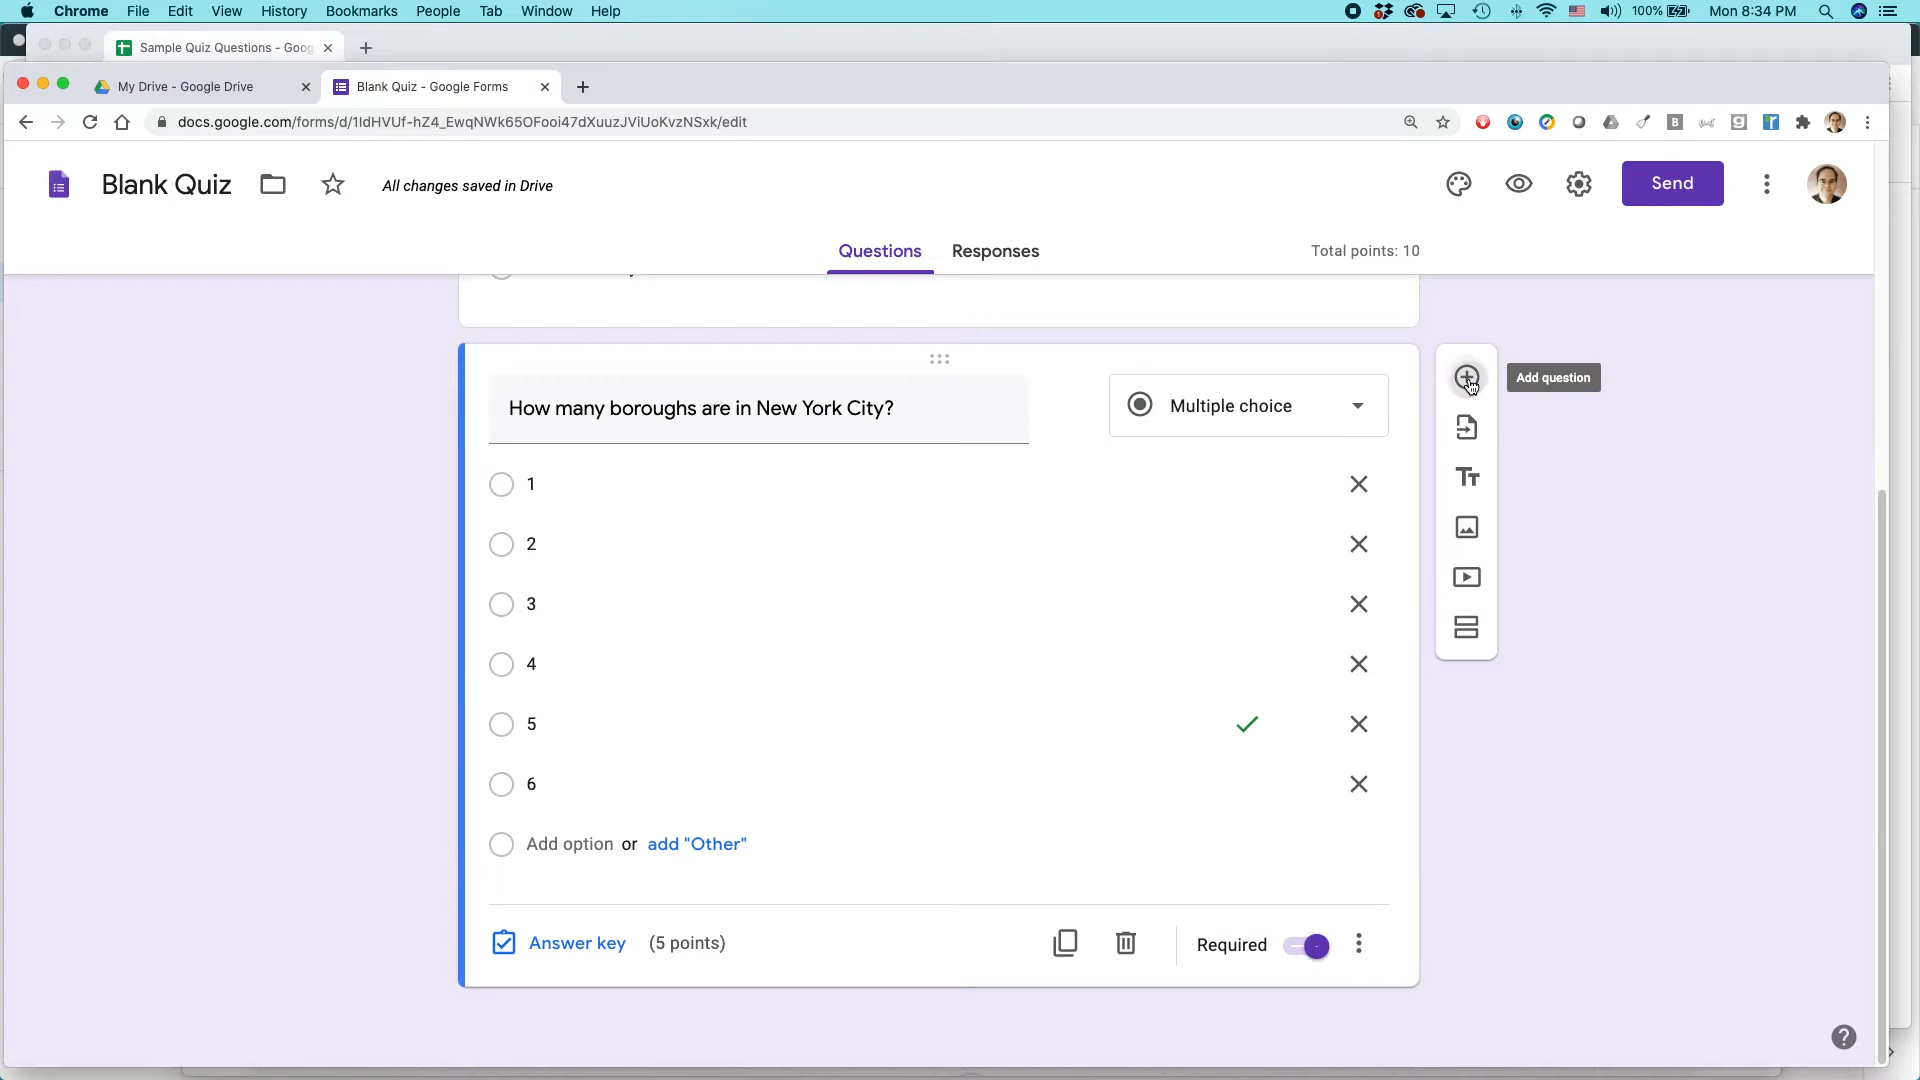 Chrome File Edit View History Bookmarks People Tab Window Help 100% Mon 8:34 PM
Sample Quiz Questions - Goog
My Drive - Google Drive
Blank Quiz - Google Forms
docs.google.com/forms/d/1ldHVUf-hZ4_EwqNWk65OFooi47dXuuzJViUoKvzNSxk/edit
Blank Quiz
All changes saved in Drive
Send
Questions
Responses
Total points: 10
How many boroughs are in New York City?
Multiple choice
Add question
1
2
3
4
5
6
Add option or add "Other"
Answer key (5 points)
Required